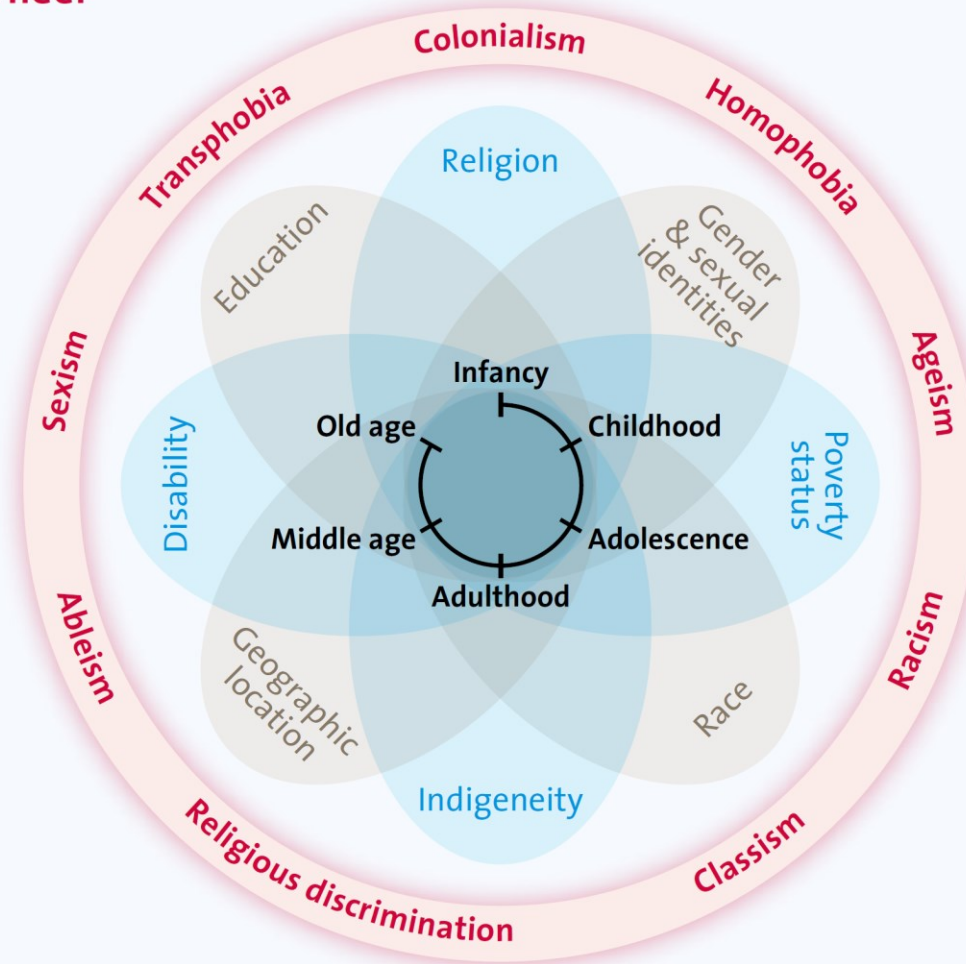 Colonialism
Homophobia
Ageism
Racism
Classism
Religious discrimination
Ableism
Sexism
Transphobia
Religion
Gender
& sexual
identities
Poverty
status
Race
Indigeneity
Geographic
location
Disability
Education
Infancy
Childhood
Adolescence
Adulthood
Middle age
Old age